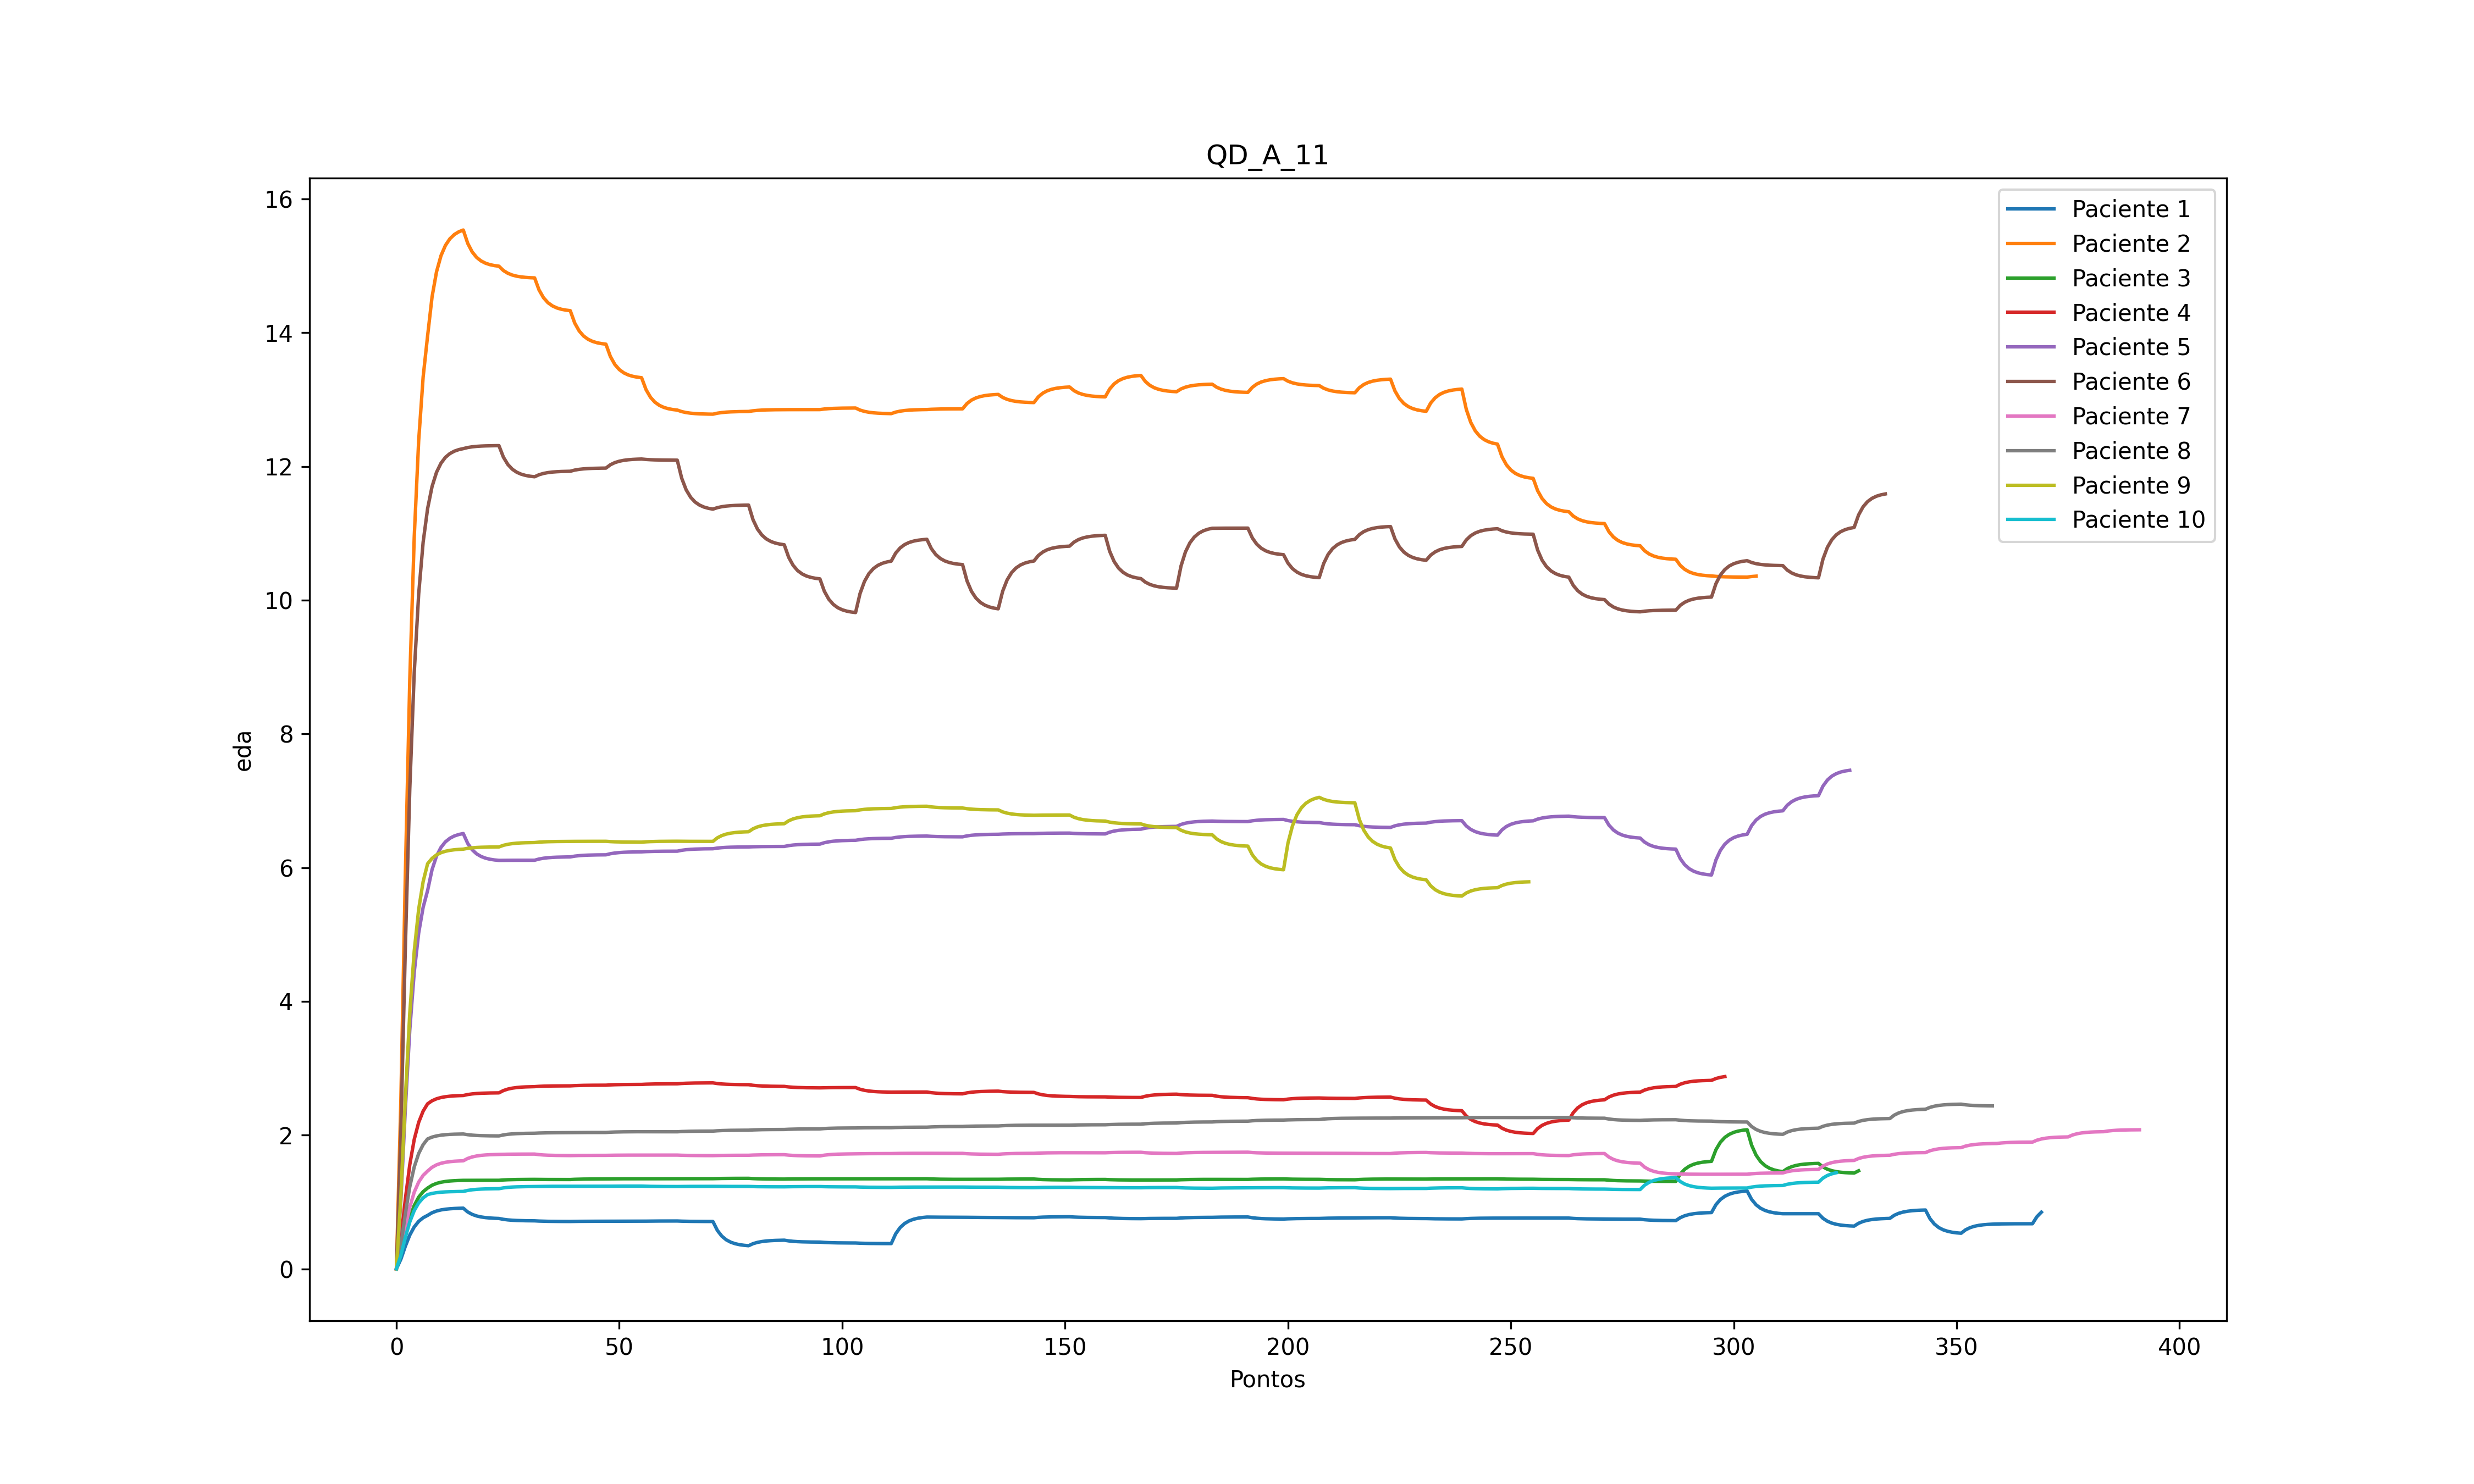 QD_A_11
16
14
12
10
8
6
4
2
0
eda
0 50 100 150 200 250 300 350 400
Pontos
Paciente 1
Paciente 2
Paciente 3
Paciente 4
Paciente 5
Paciente 6
Paciente 7
Paciente 8
Paciente 9
Paciente 10